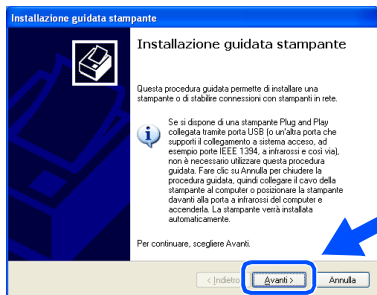 Installazione guidata stampante
Installazione guidata stampante
Questa procedura guidata permette di installare una
stampante o di stabilire connessioni con stampanti in rete.
Se si dispone di una stampante Plug and Play
collegata tramite porta USB (o un'altra porta che
supporti il collegamento a sistema acceso, ad
esempio porte IEEE 1394, a infrarossi e così via),
non è necessario utilizzare questa procedura
guidata. Fare clic su Annulla per chiudere la
procedura guidata, quindi collegare il cavo della
stampante al computer o posizionare la stampante
davanti alla porta a infrarossi del computer e
accenderla. La stampante verrà installata
automaticamente.
Per continuare, scegliere Avanti.
< Indietro Avanti > Annulla